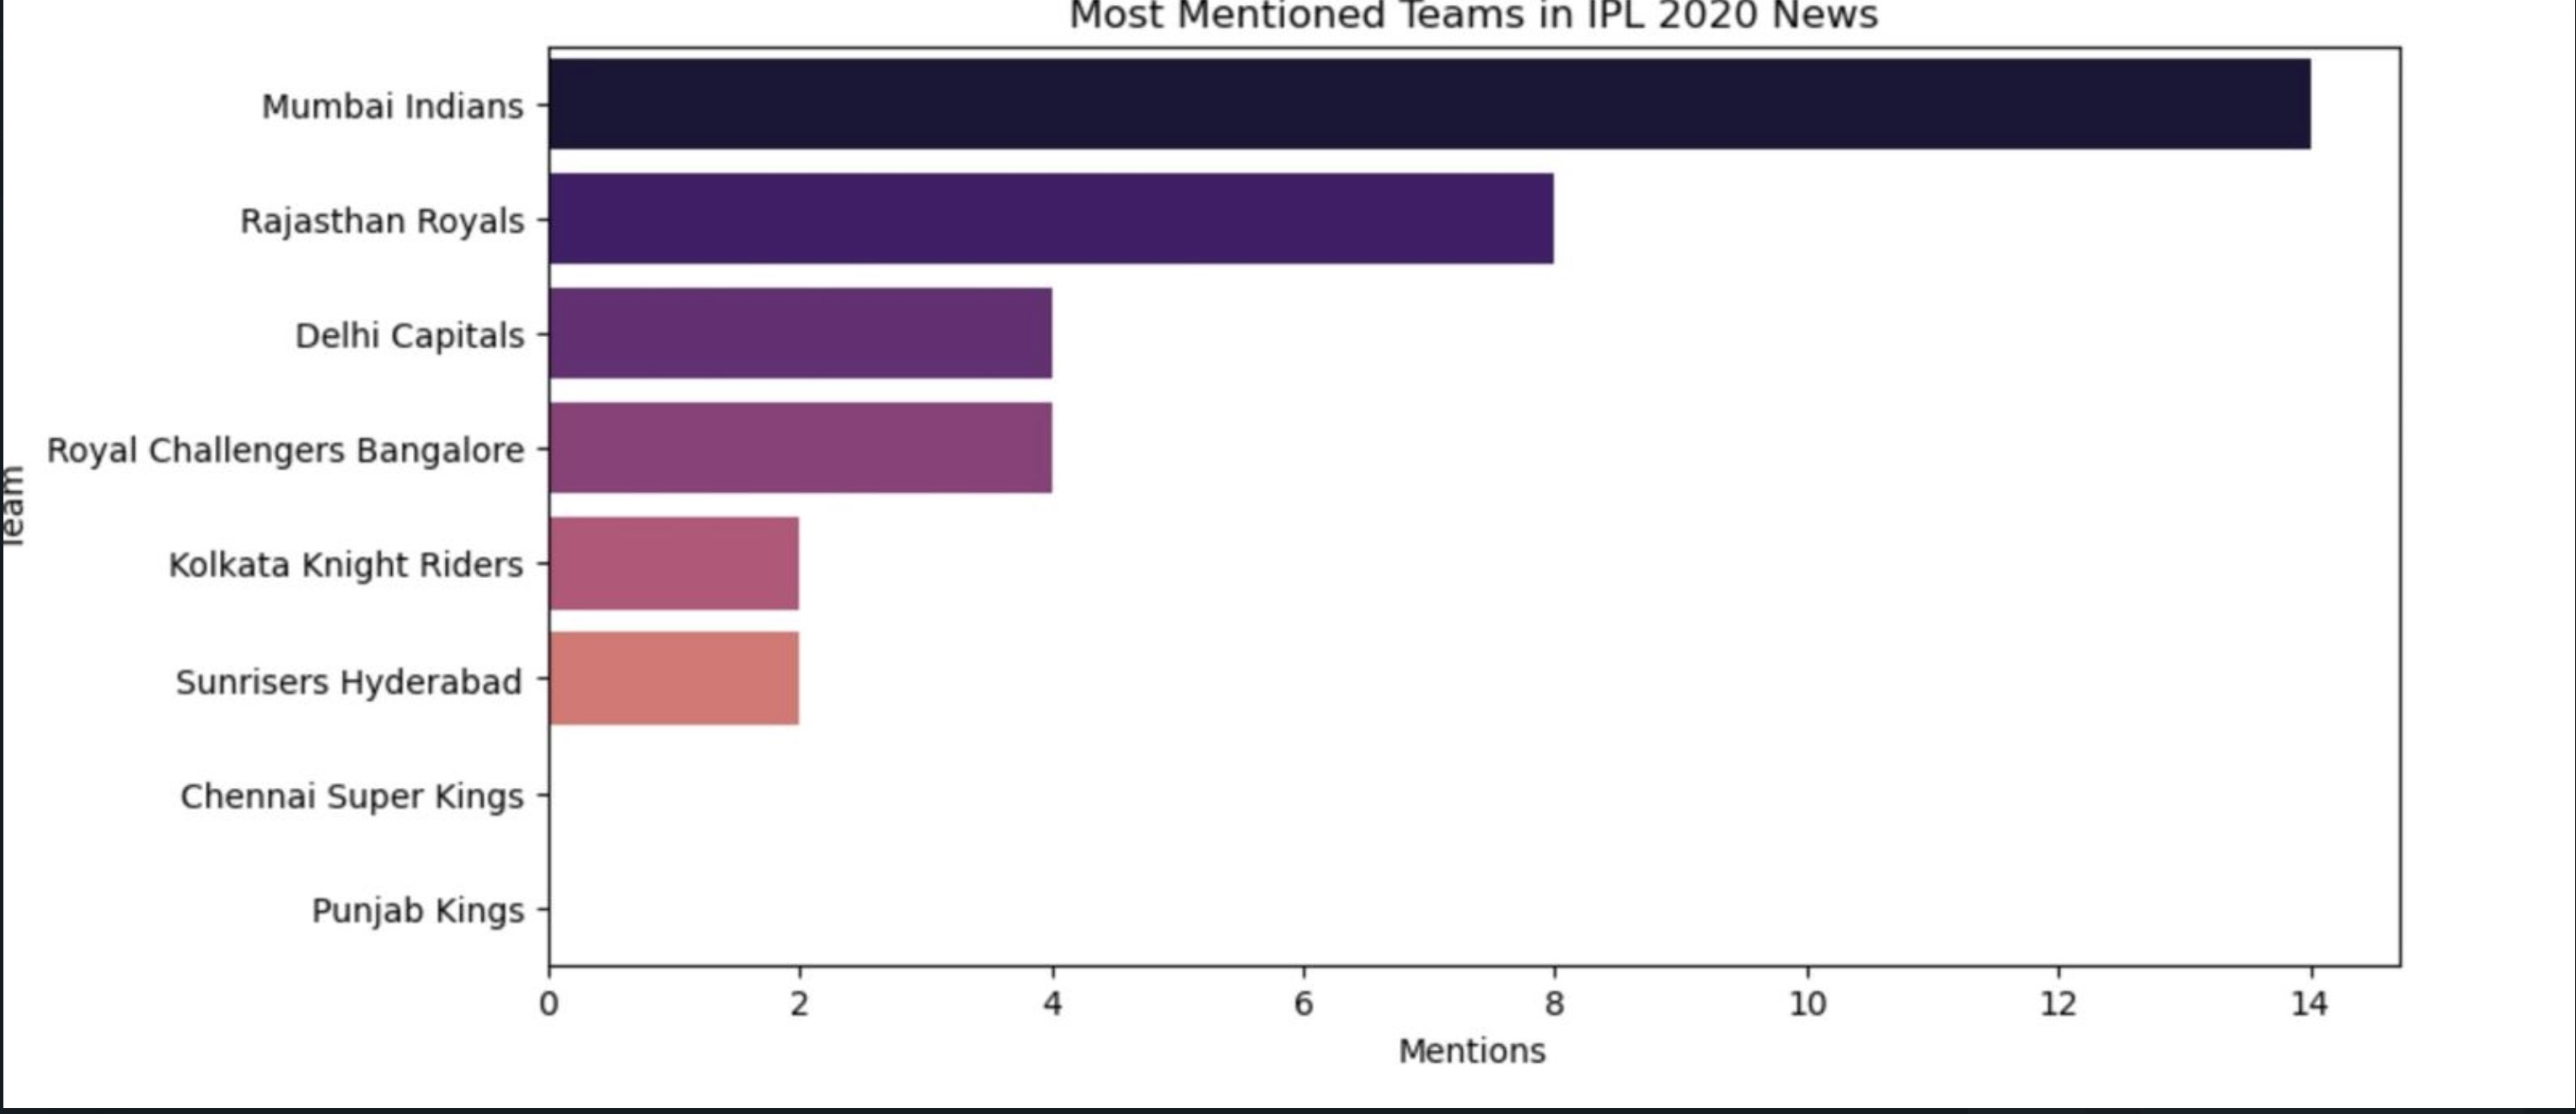 Most Mentioned Teams in IPL 2020 News
Mumbai Indians
Rajasthan Royals
Delhi Capitals
Royal Challengers Bangalore
Team
Kolkata Knight Riders
Sunrisers Hyderabad
Chennai Super Kings
Punjab Kings
0 2 4 6 8 10 12 14
Mentions